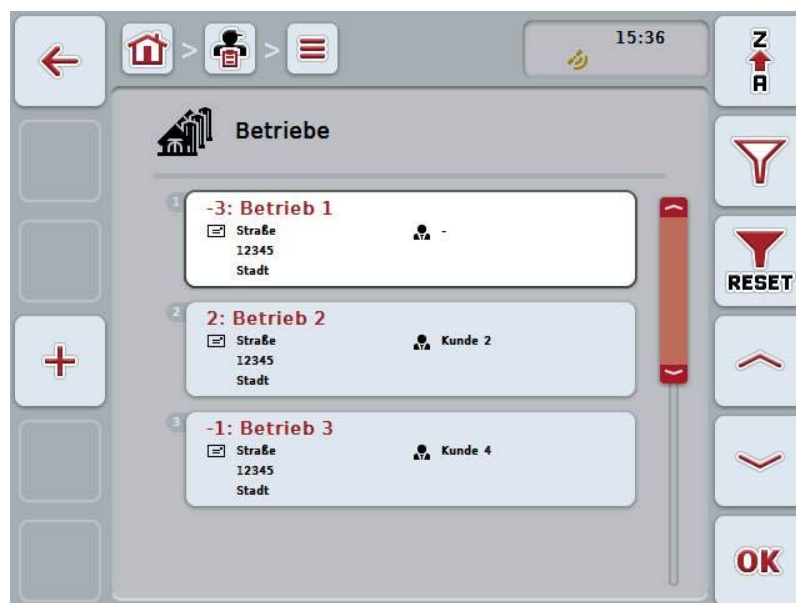 > >
15:36
Z
A
Betriebe
1
-3: Betrieb 1
Straße
-
12345
Stadt
RESET
2
2: Betrieb 2
Straße
Kunde 2
12345
Stadt
3
-1: Betrieb 3
Straße
Kunde 4
12345
Stadt
OK